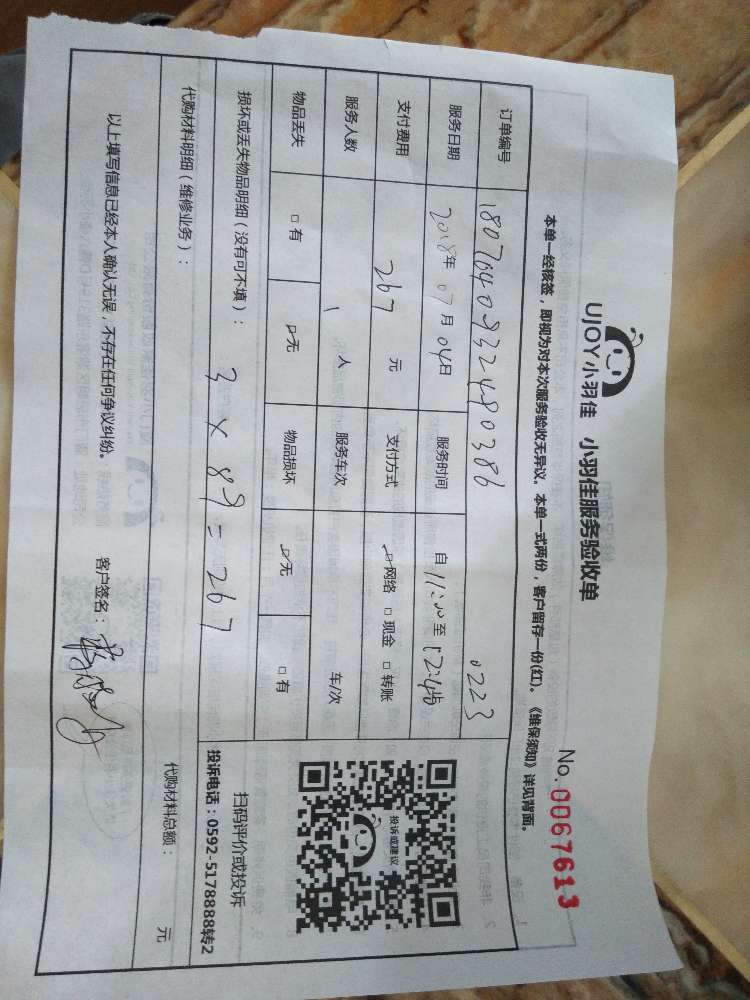 UJOY小羽佳 小羽佳服务验收单
No. 0067613
本单一经核签，即视为对本次服务验收无异议。本单一式两份，客户留存一份(红)。《维保须知》详见背面。
订单编号 180704093248038б 0223
服务日期 2018年 07月 04日 服务时间 自 11:20 至 12:45
支付费用 267 元 支付方式 ☑网络 □现金 □转账
服务人数 1 人 服务车次 车/次
物品丢失 □有 ☑无 物品损坏 ☑无 □有
损坏或丢失物品明细（没有可不填）： 3×89=267
投诉或建议
扫码评价或投诉
投诉电话：0592-5178888转2
代购材料明细（维修业务）： 代购材料总额： 元
以上填写信息已经本人确认无误，不存在任何争议纠纷。 客户签名：